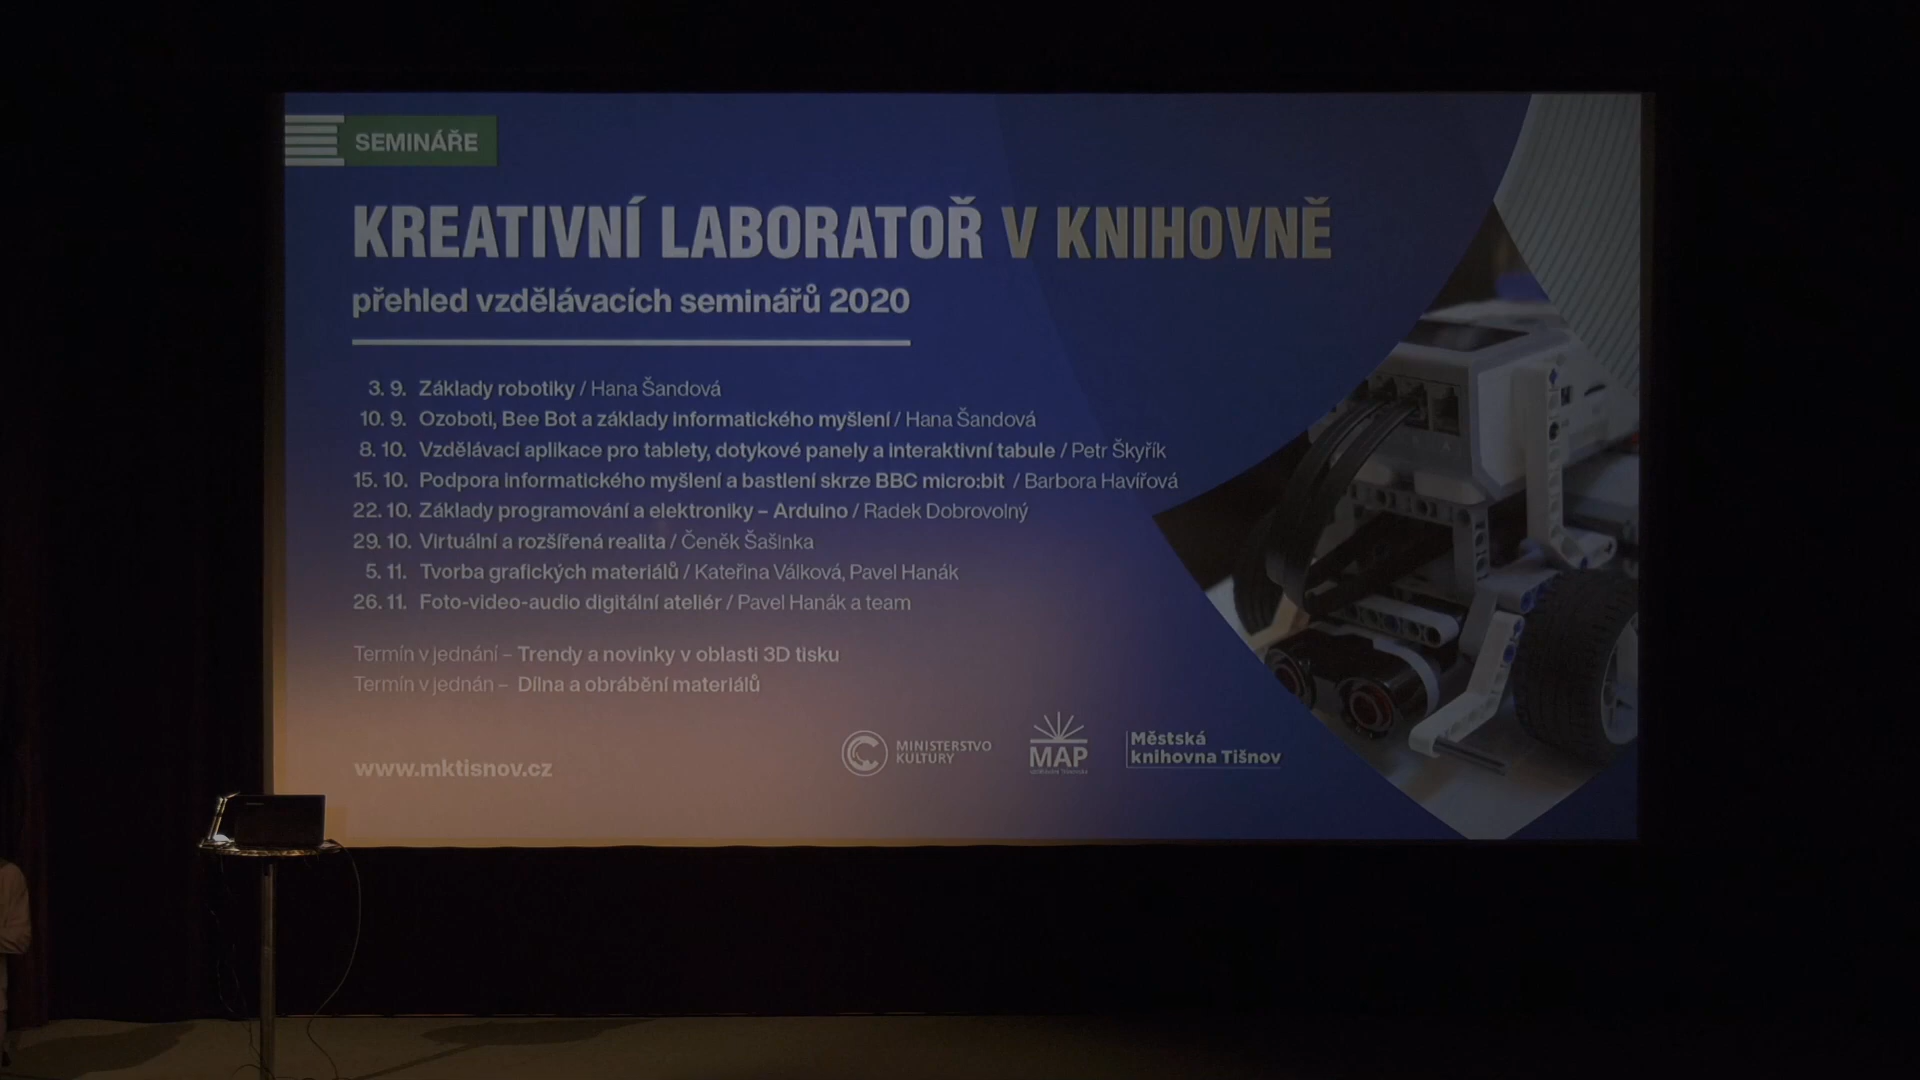 SEMINÁŘE
KREATIVNÍ LABORATOŘ V KNIHOVNĚ
přehled vzdělávacích seminářů 2020
3. 9. Základy robotiky / Hana Šandová
10. 9. Ozoboti, Bee Bot a základy informatického myšlení / Hana Šandová
8. 10. Vzdělávací aplikace pro tablety, dotykové panely a interaktivní tabule / Petr Škyřík
15. 10. Podpora informatického myšlení a bastlení skrze BBC micro:bit / Barbora Havířová
22. 10. Základy programování a elektroniky – Arduino / Radek Dobrovolný
29. 10. Virtuální a rozšířená realita / Čeněk Šašinka
5. 11. Tvorba grafických materiálů / Kateřina Válková, Pavel Hanák
26. 11. Foto-video-audio digitální ateliér / Pavel Hanák a team
Termín v jednání – Trendy a novinky v oblasti 3D tisku
Termín v jednán – Dílna a obrábění materiálů
www.mktisnov.cz
MINISTERSTVO
KULTURY
MAP
Městská
knihovna Tišnov